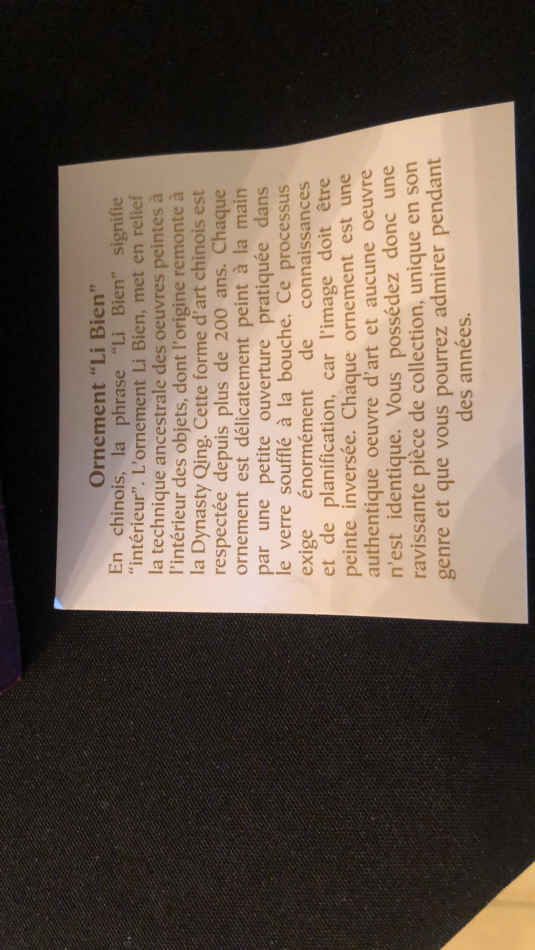 Ornement “Li Bien”
En chinois, la phrase “Li Bien” signifie
“intérieur”. L’ornement Li Bien, met en relief
la technique ancestrale des oeuvres peintes à
l’intérieur des objets, dont l’origine remonte à
la Dynasty Qing. Cette forme d’art chinois est
respectée depuis plus de 200 ans. Chaque
ornement est délicatement peint à la main
par une petite ouverture pratiquée dans
le verre soufflé à la bouche. Ce processus
exige énormément de connaissances
et de planification, car l’image doit être
peinte inversée. Chaque ornement est une
authentique oeuvre d’art et aucune oeuvre
n’est identique. Vous possédez donc une
ravissante pièce de collection, unique en son
genre et que vous pourrez admirer pendant
des années.